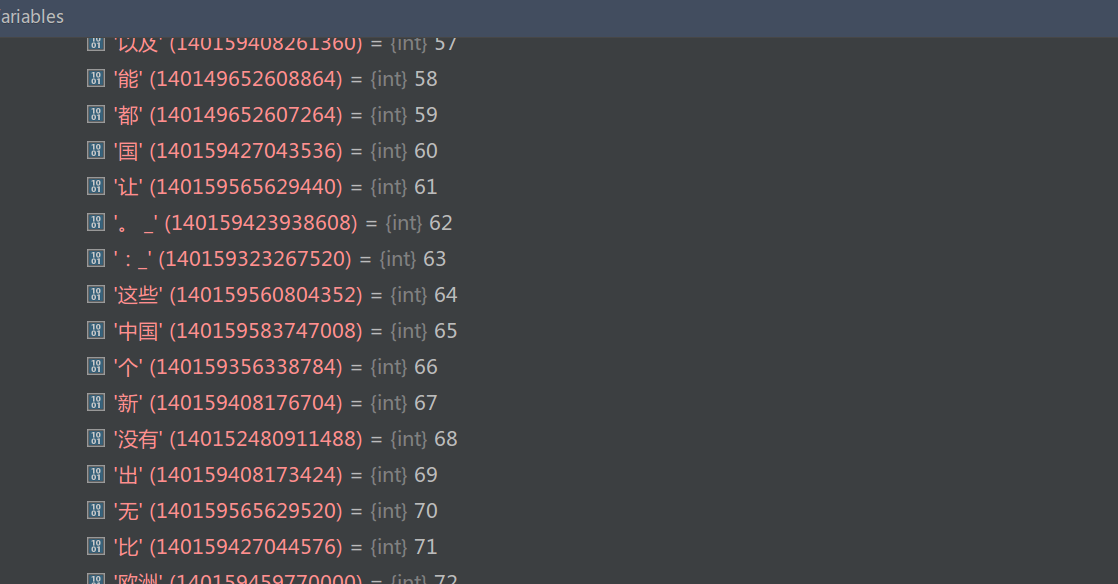 ariables
'以及' (140159408261360) = {int} 57
'能' (140149652608864) = {int} 58
'都' (140149652607264) = {int} 59
'国' (140159427043536) = {int} 60
'让' (140159565629440) = {int} 61
'。 _' (140159423938608) = {int} 62
'：_' (140159323267520) = {int} 63
'这些' (140159560804352) = {int} 64
'中国' (140159583747008) = {int} 65
'个' (140159356338784) = {int} 66
'新' (140159408176704) = {int} 67
'没有' (140152480911488) = {int} 68
'出' (140159408173424) = {int} 69
'无' (140159565629520) = {int} 70
'比' (140159427044576) = {int} 71
'欧洲' (140159459770000) = {int} 72